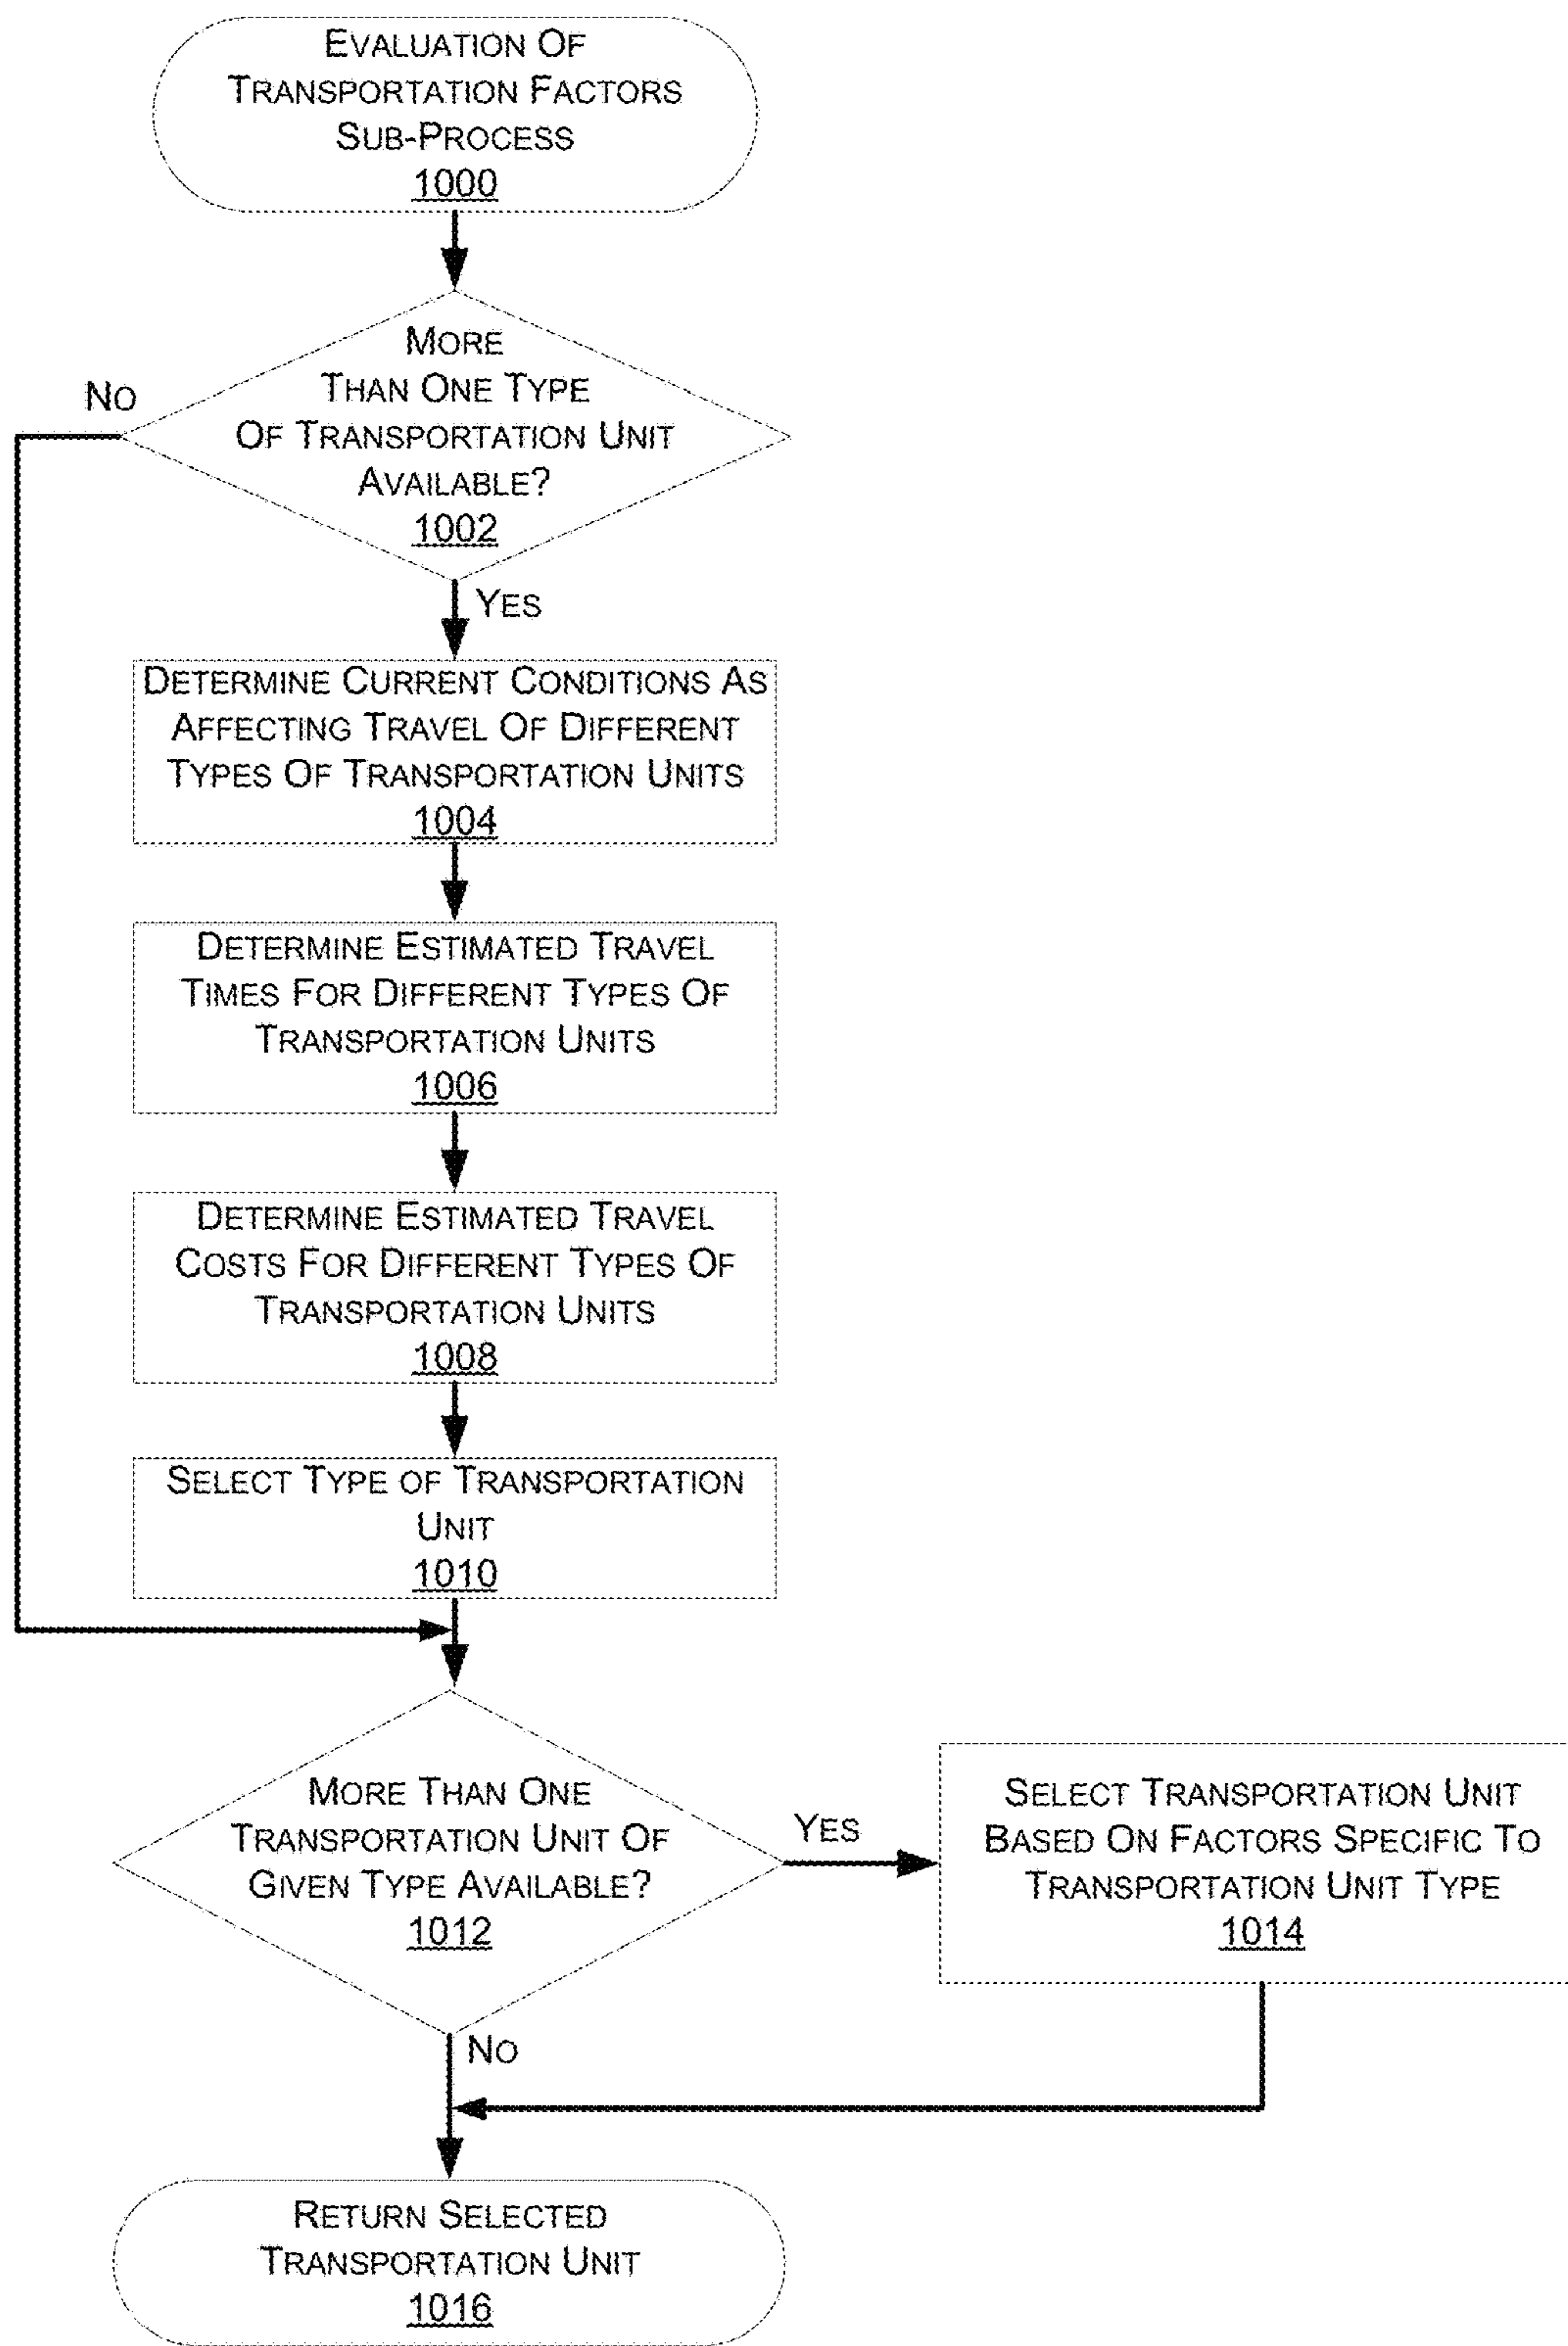 Evaluation Of
Transportation Factors
Sub-Process
1000
More
Than One Type
Of Transportation Unit
Available?
1002
No
Yes
Determine Current Conditions As
Affecting Travel Of Different
Types Of Transportation Units
1004
Determine Estimated Travel
Times For Different Types Of
Transportation Units
1006
Determine Estimated Travel
Costs For Different Types Of
Transportation Units
1008
Select Type of Transportation
Unit
1010
More Than One
Transportation Unit Of
Given Type Available?
1012
Yes
Select Transportation Unit
Based On Factors Specific To
Transportation Unit Type
1014
No
Return Selected
Transportation Unit
1016